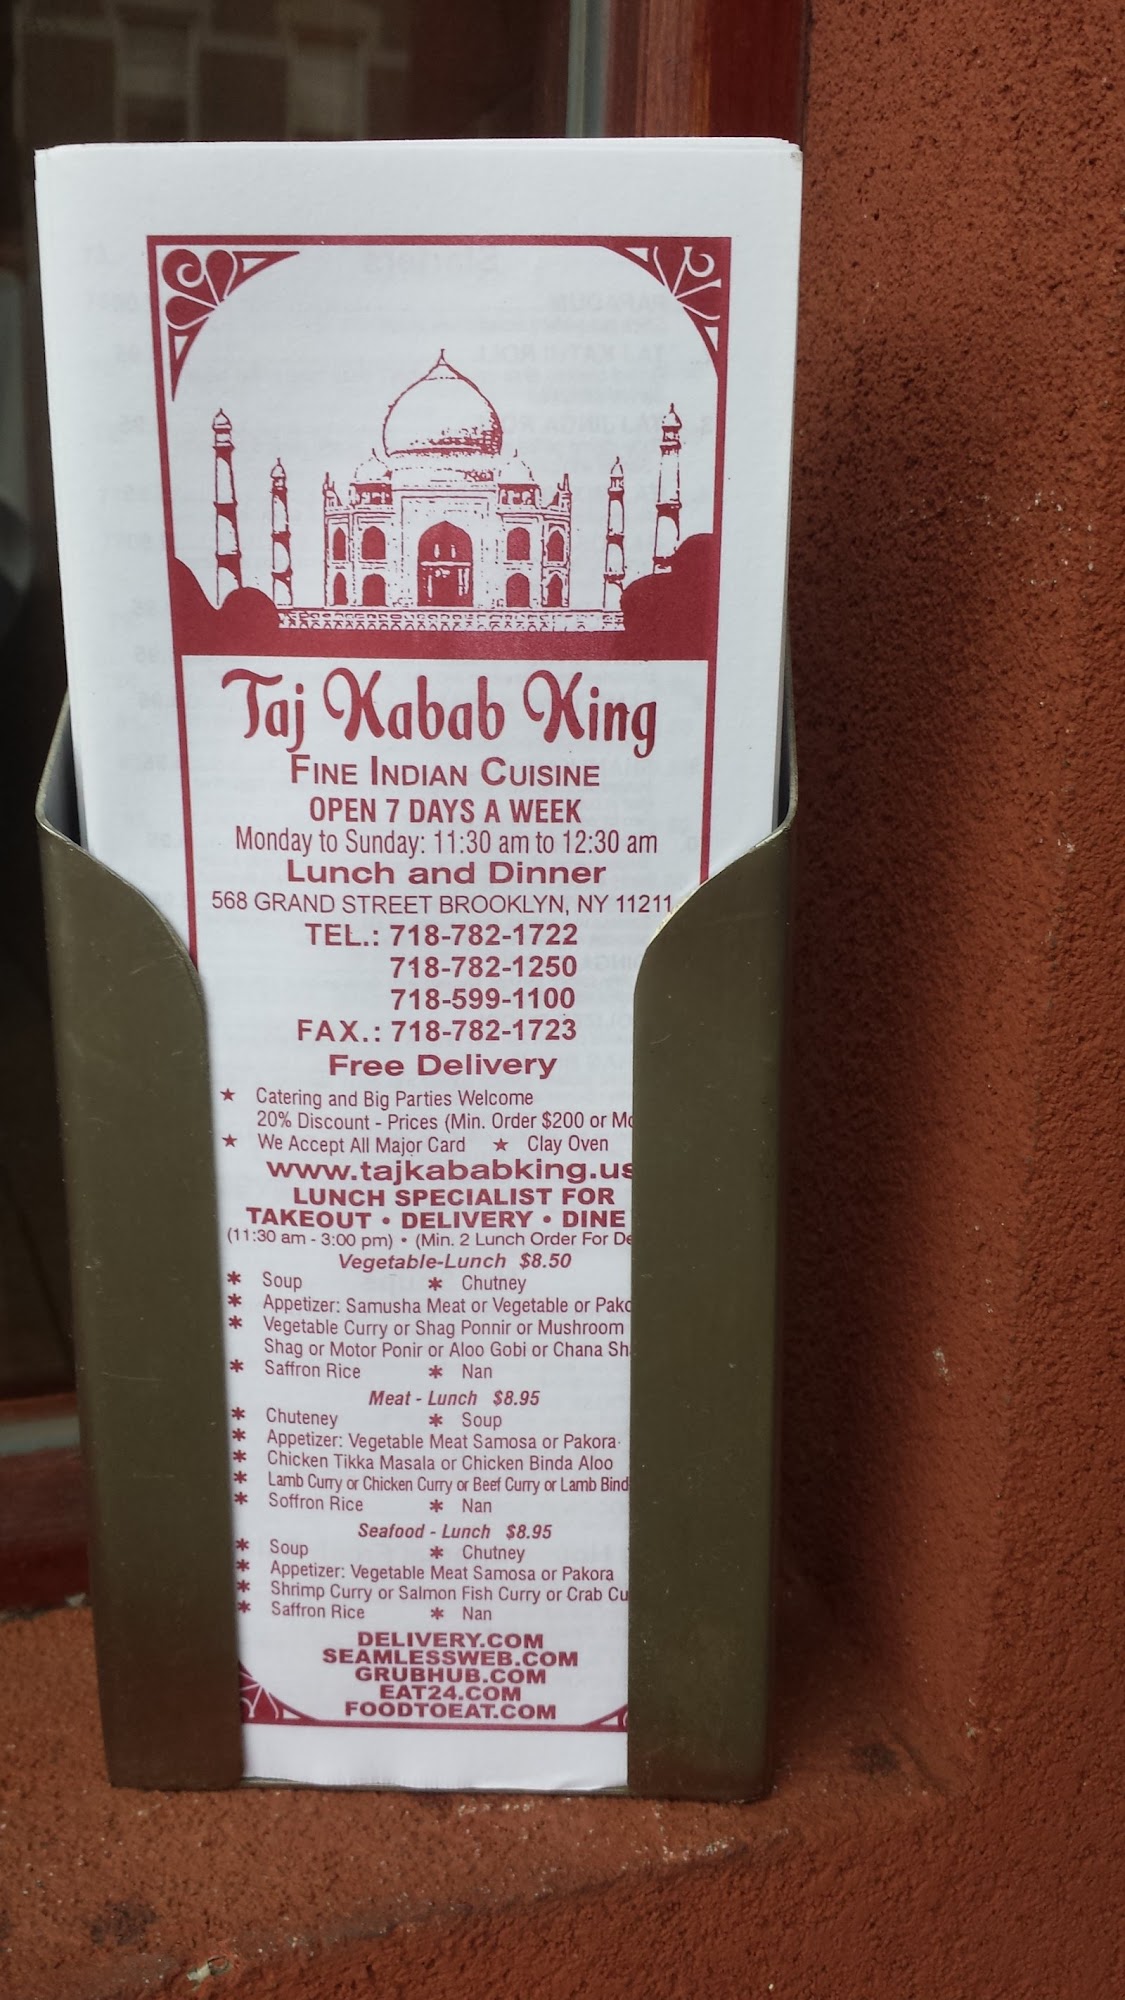 Taj Kabab King
FINE INDIAN CUISINE
OPEN 7 DAYS A WEEK
Monday to Sunday: 11:30 am to 12:30 am
Lunch and Dinner
568 GRAND STREET BROOKLYN, NY 11211
TEL.: 718-782-1722
718-782-1250
718-599-1100
FAX.: 718-782-1723
Free Delivery
★ Catering and Big Parties Welcome
20% Discount - Prices (Min. Order $200 or
★ We Accept All Major Card ★ Clay Oven
www.tajkababking.us
LUNCH SPECIALIST FOR
TAKEOUT • DELIVERY • DINE
(11:30 am - 3:00 pm) • (Min. 2 Lunch Order For
Vegetable-Lunch $8.50
* Soup * Chutney
* Appetizer: Samusha Meat or Vegetable or
* Vegetable Curry or Shag Ponnir or Mushroom
Shag or Motor Ponir or Aloo Gobi or Chana
* Saffron Rice * Nan
Meat - Lunch $8.95
* Chuteney * Soup
* Appetizer: Vegetable Meat Samosa or Pakora
* Chicken Tikka Masala or Chicken Binda Aloo
* Lamb Curry or Chicken Curry or Beef Curry or Lamb
* Soffron Rice * Nan
Seafood - Lunch $8.95
* Soup * Chutney
* Appetizer: Vegetable Meat Samosa or Pakora
* Shrimp Curry or Salmon Fish Curry or Crab
* Saffron Rice * Nan
DELIVERY.COM
SEAMLESSWEB.COM
GRUBHUB.COM
EAT24.COM
FOODTOEAT.COM